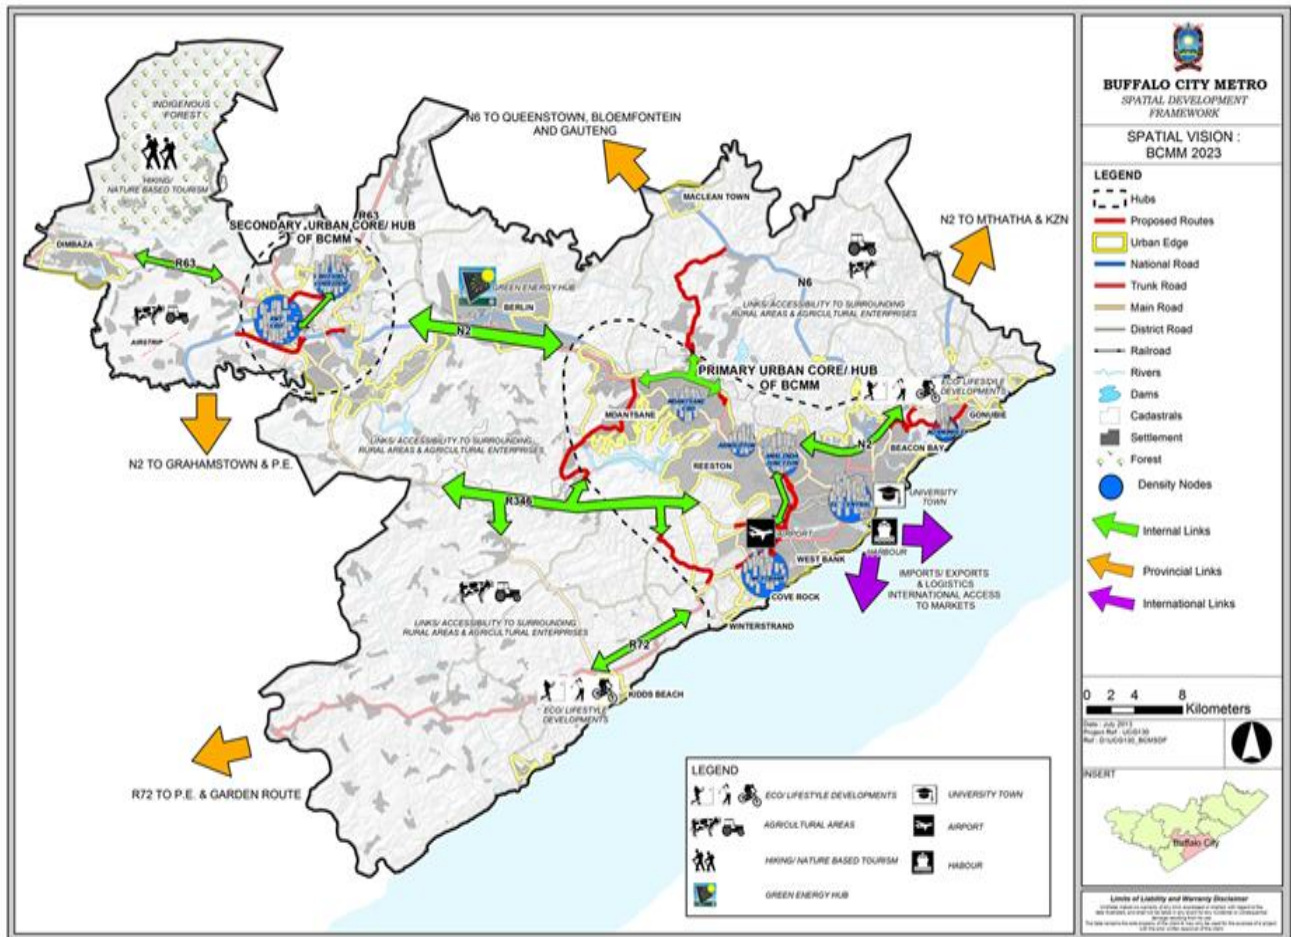 INDIGENOUS
FOREST
HIKING/
NATURE BASED TOURISM
N6 TO QUEENSTOWN, BLOEMFONTEIN
AND GAUTENG
MACLEAN TOWN
N2 TO MTHATHA & KZN
R63
SECONDARY URBAN CORE/ HUB
OF BCMM
DIMBAZA
R63
GREEN ENERGY HUB
BERLIN
N6
LINKS/ ACCESSIBILITY TO SURROUNDING
RURAL AREAS & AGRICULTURAL ENTERPRISES
AIRSTRIP
N2
PRIMARY URBAN CORE/ HUB
OF BCMM
ECO/ LIFESTYLE
DEVELOPMENTS
GONUBIE
MDANTSANE
N2
BEACON BAY
N2 TO GRAHAMSTOWN & P.E.
LINKS/ ACCESSIBILITY TO SURROUNDING
RURAL AREAS & AGRICULTURAL ENTERPRISES
REESTON
R346
UNIVERSITY
TOWN
AIRPORT
HARBOUR
WEST BANK
IMPORTS/ EXPORTS
& LOGISTICS
INTERNATIONAL ACCESS
TO MARKETS
COVE ROCK
LINKS/ ACCESSIBILITY TO SURROUNDING
RURAL AREAS & AGRICULTURAL ENTERPRISES
WINTERSTRAND
R72
KIDDS BEACH
ECO/ LIFESTYLE
DEVELOPMENTS
R72 TO P.E. & GARDEN ROUTE
LEGEND
ECO/ LIFESTYLE DEVELOPMENTS
UNIVERSITY TOWN
AGRICULTURAL AREAS
AIRPORT
HIKING/ NATURE BASED TOURISM
HABOUR
GREEN ENERGY HUB
BUFFALO CITY METRO
SPATIAL DEVELOPMENT
FRAMEWORK
SPATIAL VISION :
BCMM 2023
LEGEND
Hubs
Proposed Routes
Urban Edge
National Road
Trunk Road
Main Road
District Road
Railroad
Rivers
Dams
Cadastrals
Settlement
Forest
Density Nodes
Internal Links
Provincial Links
International Links
0 2 4 8
Kilometers
Date : July 2013
INSERT
Buffalo City
Limits of Liability and Warranty Disclaimer